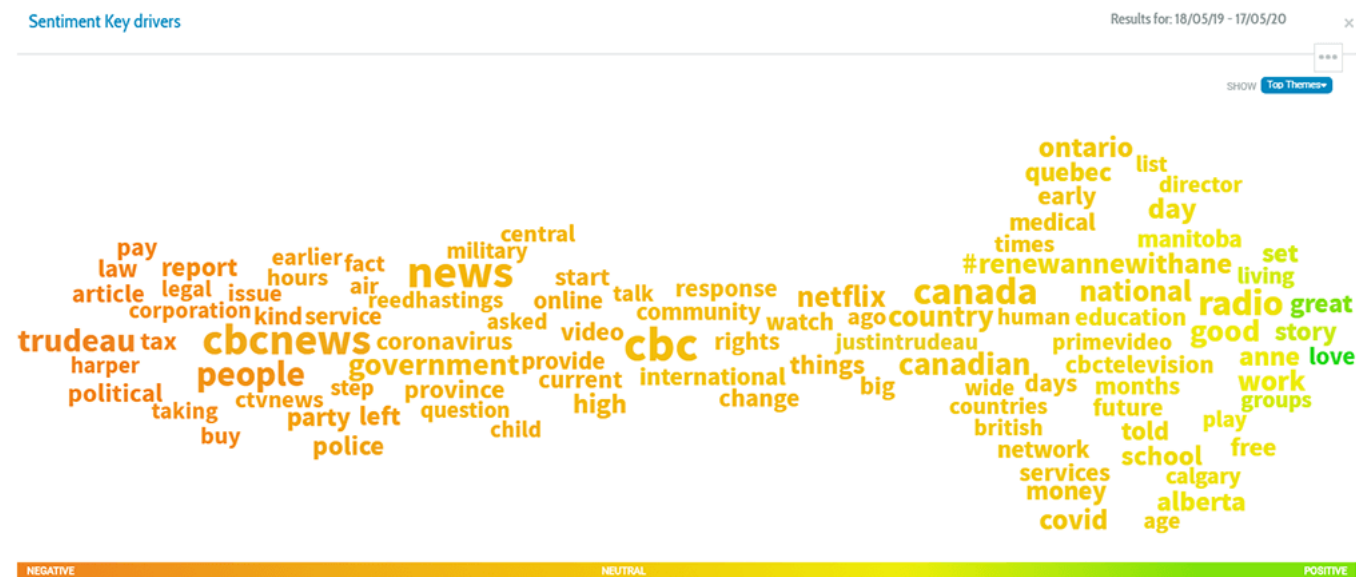 Sentiment Key drivers
Results for: 18/05/19 - 17/05/20
×
•••
SHOW Top Themes
ontario
list
quebec
director
early
day
medical
central
manitoba
times
pay
military
set
earlier fact
#renewannewithane
law report
hours
news
start
living
article legal issue
air
talk response
netflix canada national
radio great
reedhastings online
corporation kind service
community
watch ago country human education
asked
video
good story
trudeau tax cbcnews coronavirus
cbc rights
justintrudeau
primevideo
anne love
harper
government provide
things canadian cbctelevision
people
current international
work
political
step province
big
wide days months
high
change
groups
ctvnews
countries
future
taking
party left question
play
child
british
told
buy
police
network
free
school
services
calgary
money
alberta
covid
age
NEGATIVE NEUTRAL POSITIVE